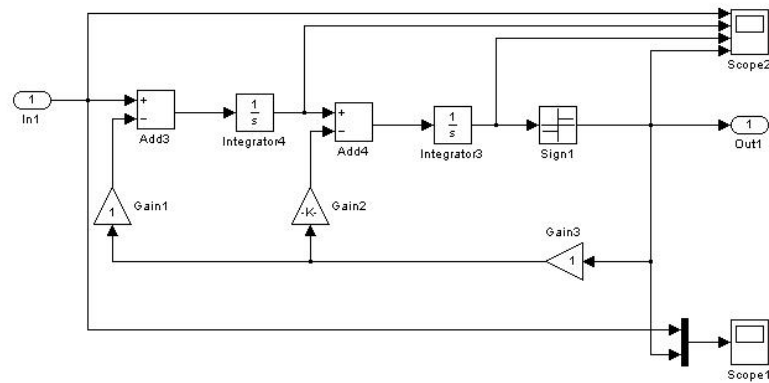 Scope2
1
In1
+
−
Add3
1
s
Integrator4
+
−
Add4
1
s
Integrator3
Sign1
1
Out1
1
Gain1
-K-
Gain2
Gain3
1
Scope1